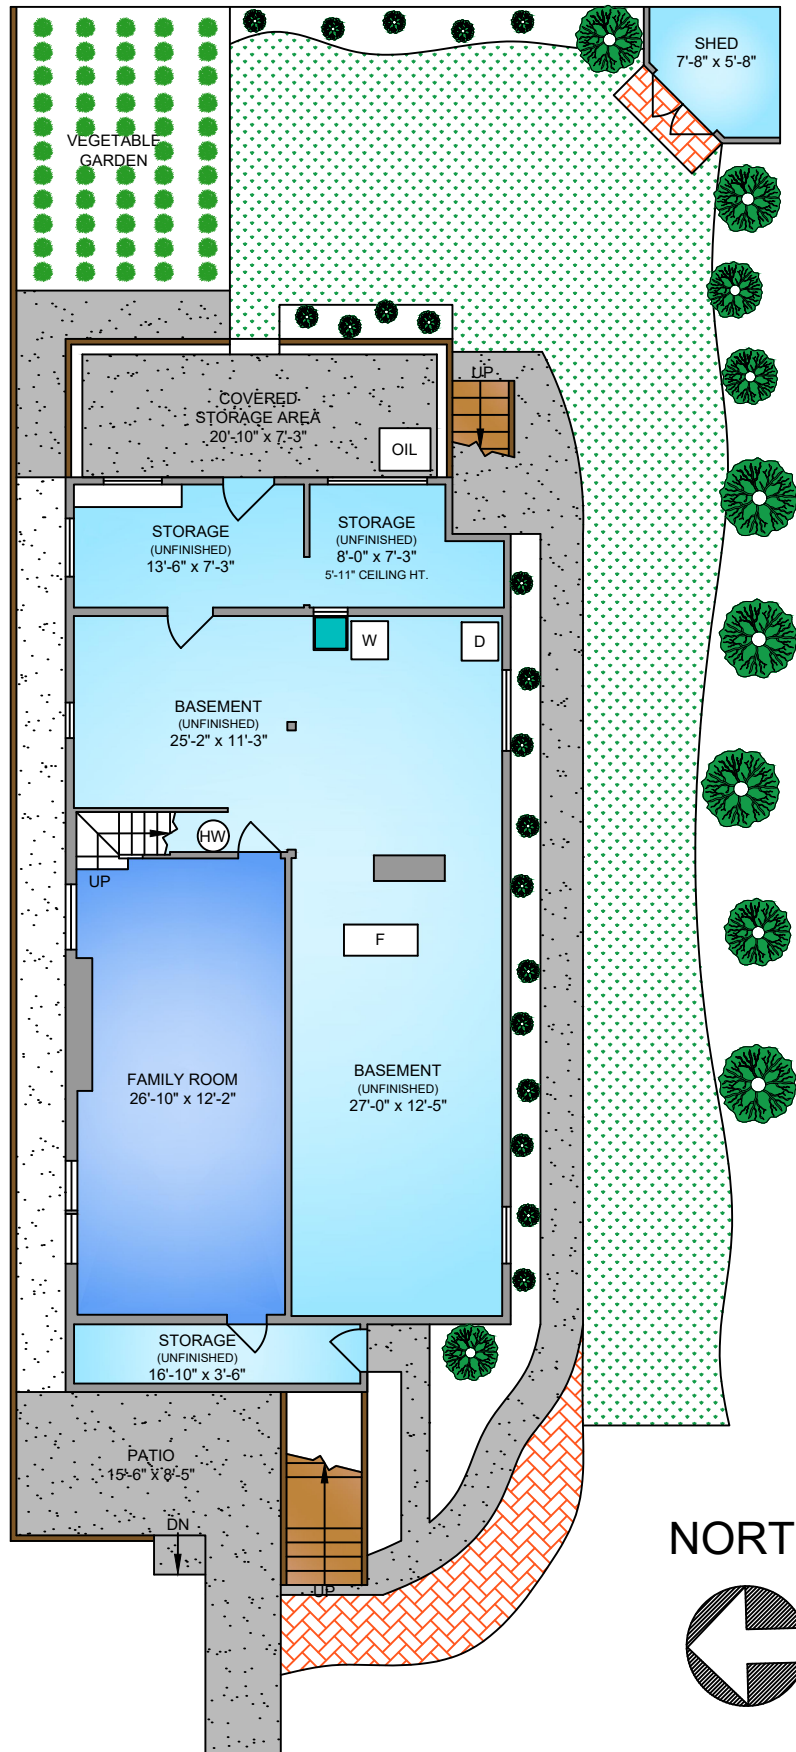 SHED
7'-8" x 5'-8"
VEGETABLE
GARDEN
UP
COVERED
STORAGE AREA
20'-10" x 7'-3"
OIL
STORAGE
(UNFINISHED)
13'-6" x 7'-3"
STORAGE
(UNFINISHED)
8'-0" x 7'-3"
5'-11" CEILING HT.
W
D
BASEMENT
(UNFINISHED)
25'-2" x 11'-3"
HW
UP
F
FAMILY ROOM
26'-10" x 12'-2"
BASEMENT
(UNFINISHED)
27'-0" x 12'-5"
STORAGE
(UNFINISHED)
16'-10" x 3'-6"
PATIO
15'-6" x 8'-5"
DN
UP
NORT